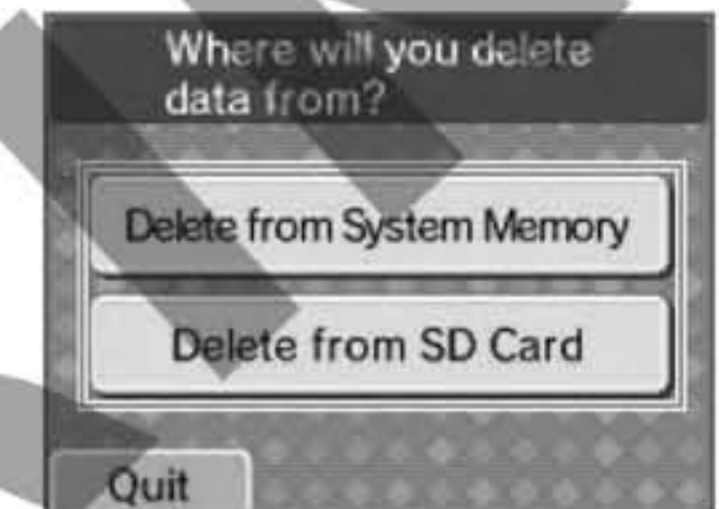 Where will you delete
data from?
Delete from System Memory
Delete from SD Card
Quit